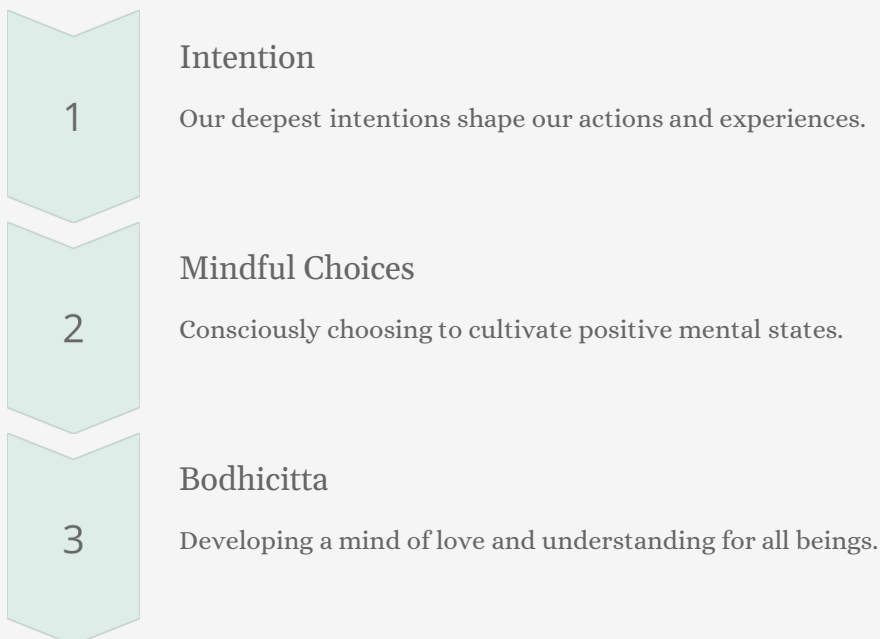 1
Intention
Our deepest intentions shape our actions and experiences.
2
Mindful Choices
Consciously choosing to cultivate positive mental states.
3
Bodhicitta
Developing a mind of love and understanding for all beings.